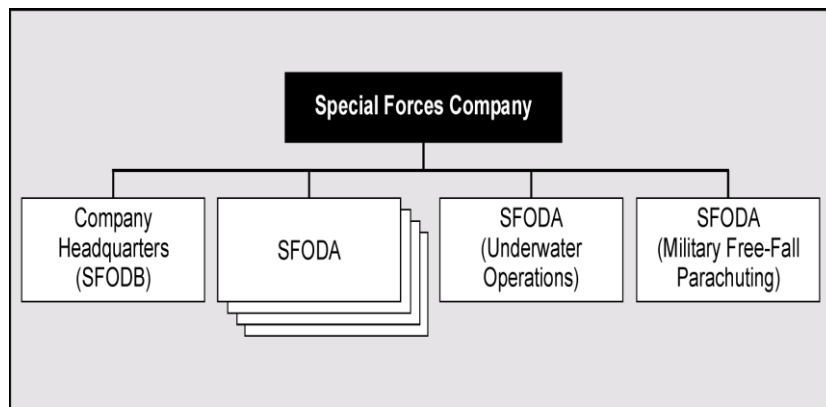 Special Forces Company
Company
Headquarters
(SFODB)
SFODA
SFODA
(Underwater
Operations)
SFODA
(Military Free-Fall
Parachuting)